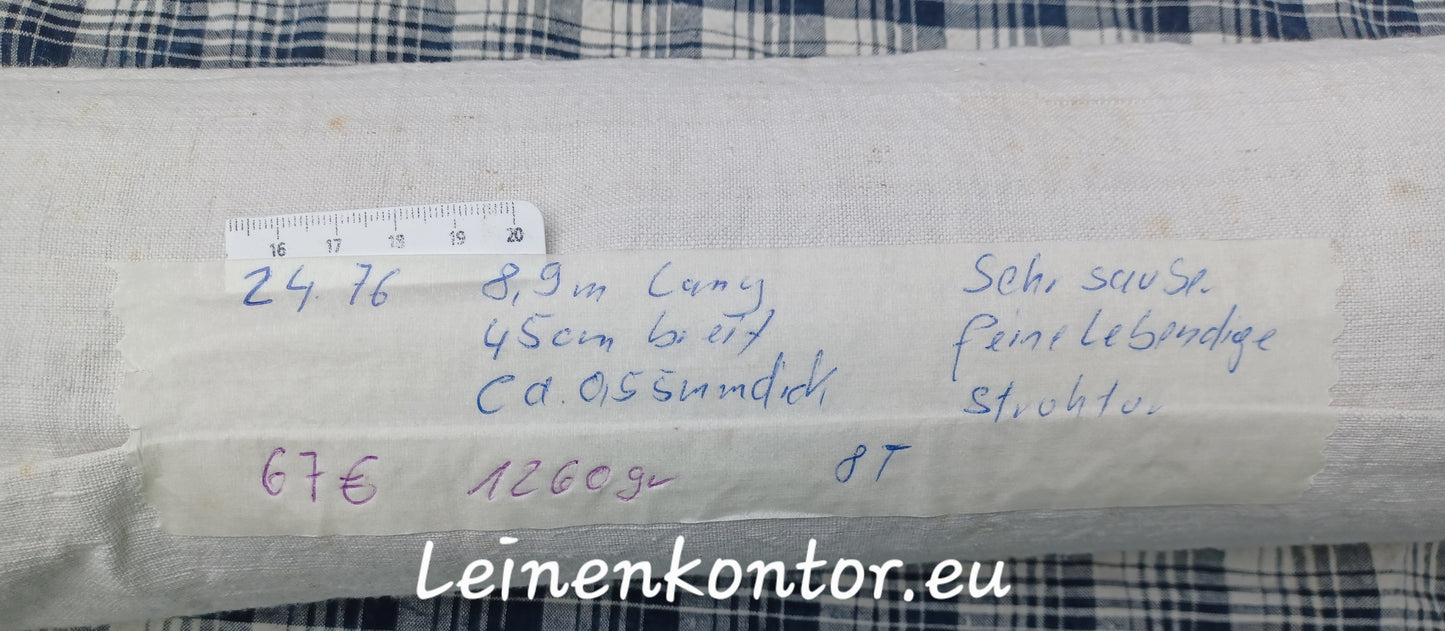 16 17 18 19 20
24.76
8,9m Lang
45cm breit
Ca. 0,55mm dick
Sehr saube.
feine Lebendige
Struktur
67€ 1260gr 8T
Leinenkontor.eu